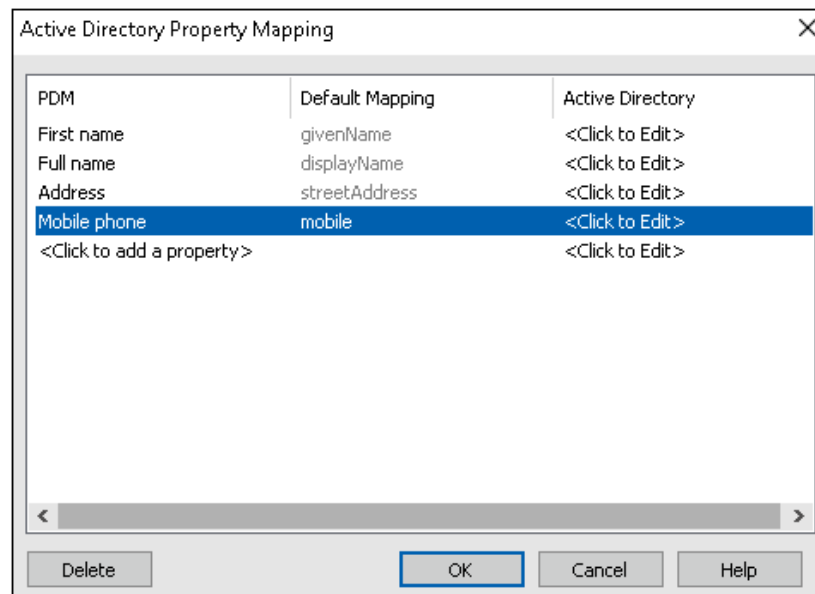 Active Directory Property Mapping
PDM Default Mapping Active Directory
First name givenName <Click to Edit>
Full name displayName <Click to Edit>
Address streetAddress <Click to Edit>
Mobile phone mobile <Click to Edit>
<Click to add a property> <Click to Edit>
Delete OK Cancel Help